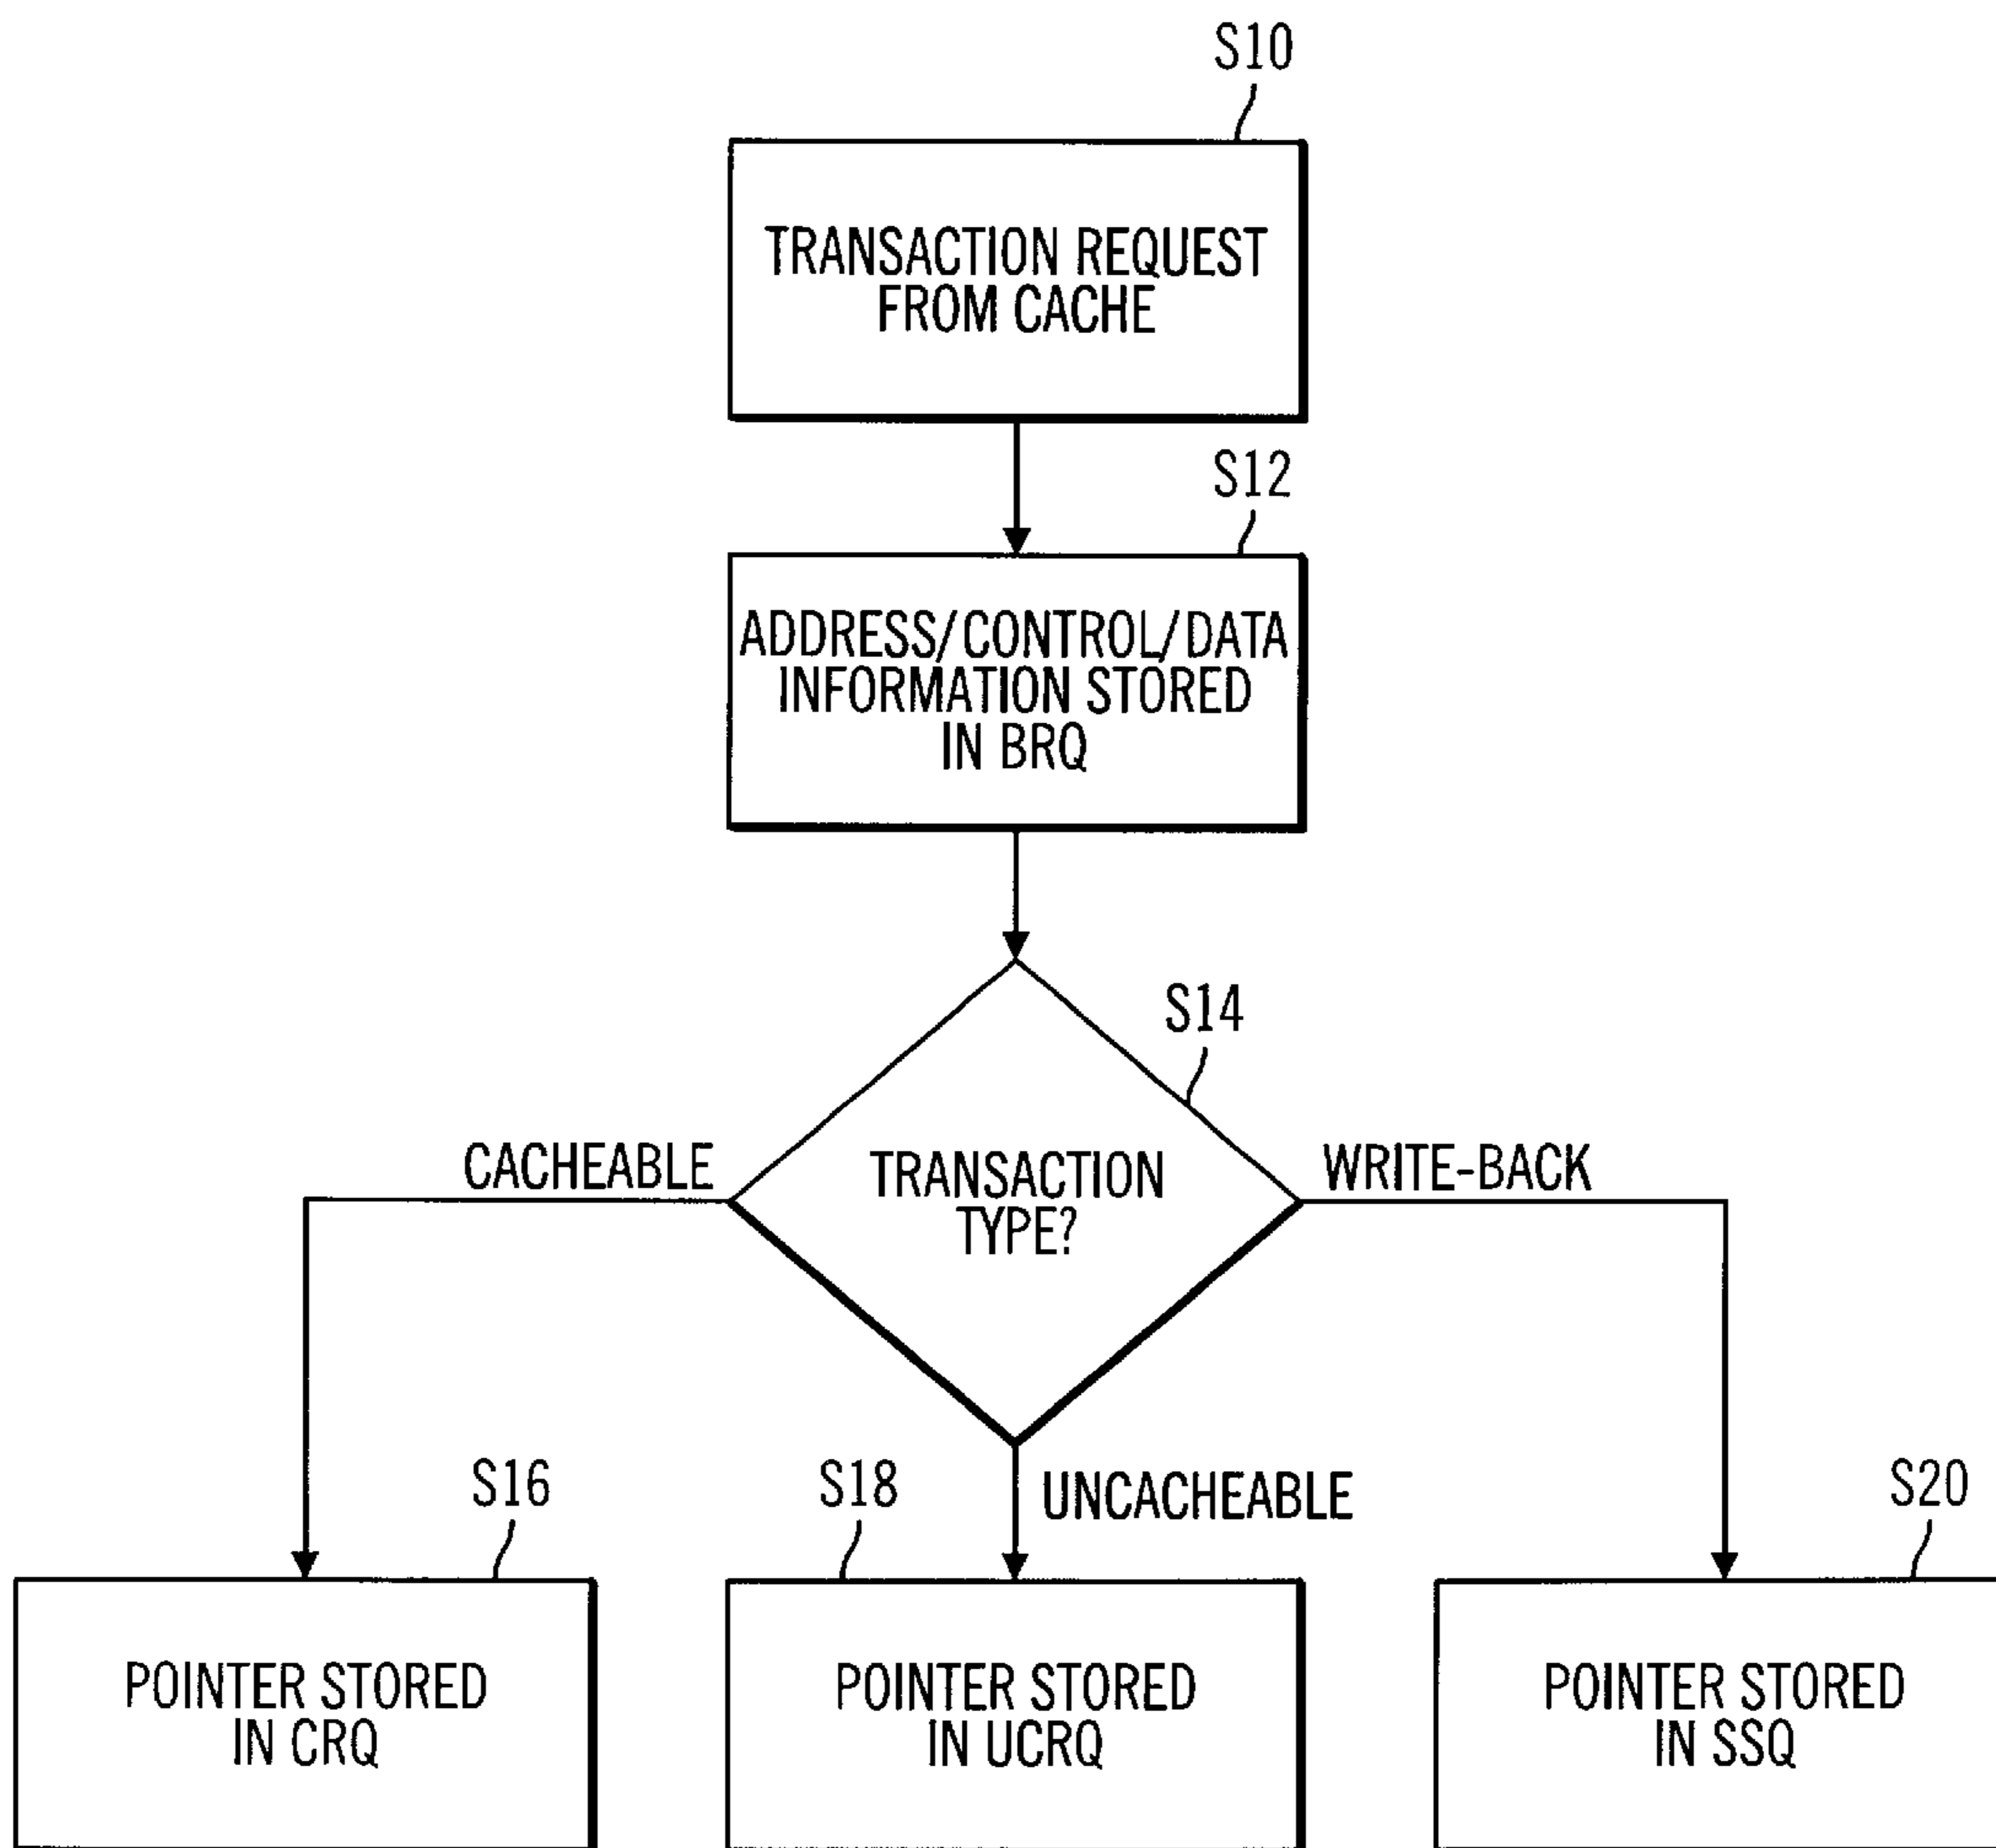 S10
TRANSACTION REQUEST
FROM CACHE
S12
ADDRESS/CONTROL/DATA
INFORMATION STORED
IN BRQ
S14
CACHEABLE
TRANSACTION
TYPE?
WRITE-BACK
S16
S18
UNCACHEABLE
S20
POINTER STORED
IN CRQ
POINTER STORED
IN UCRQ
POINTER STORED
IN SSQ